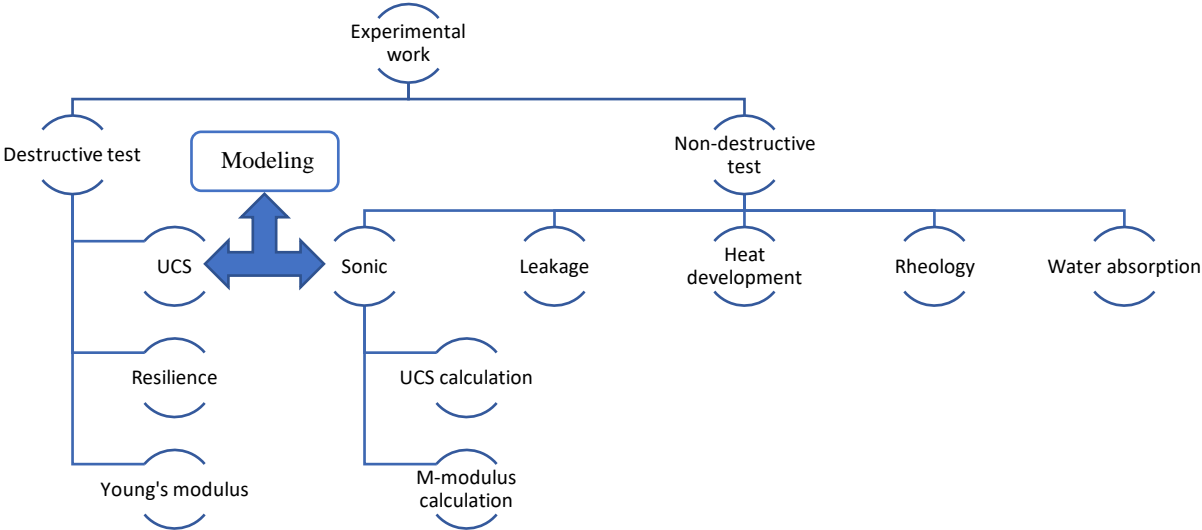 Experimental
work
Destructive test
Modeling
Non-destructive
test
UCS
Sonic
Leakage
Heat
development
Rheology
Water absorption
Resilience
UCS calculation
Young's modulus
M-modulus
calculation